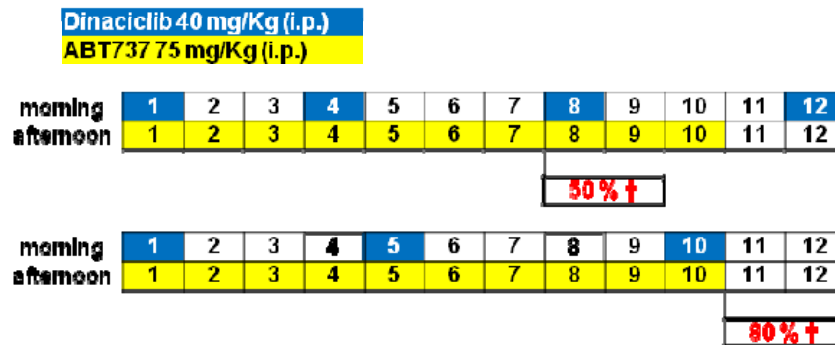 Dinaciclib 40 mg/Kg (i.p.)
ABT737 75 mg/Kg (i.p.)
morning 1 2 3 4 5 6 7 8 9 10 11 12
afternoon 1 2 3 4 5 6 7 8 9 10 11 12
50 % †
morning 1 2 3 4 5 6 7 8 9 10 11 12
afternoon 1 2 3 4 5 6 7 8 9 10 11 12
80 % †